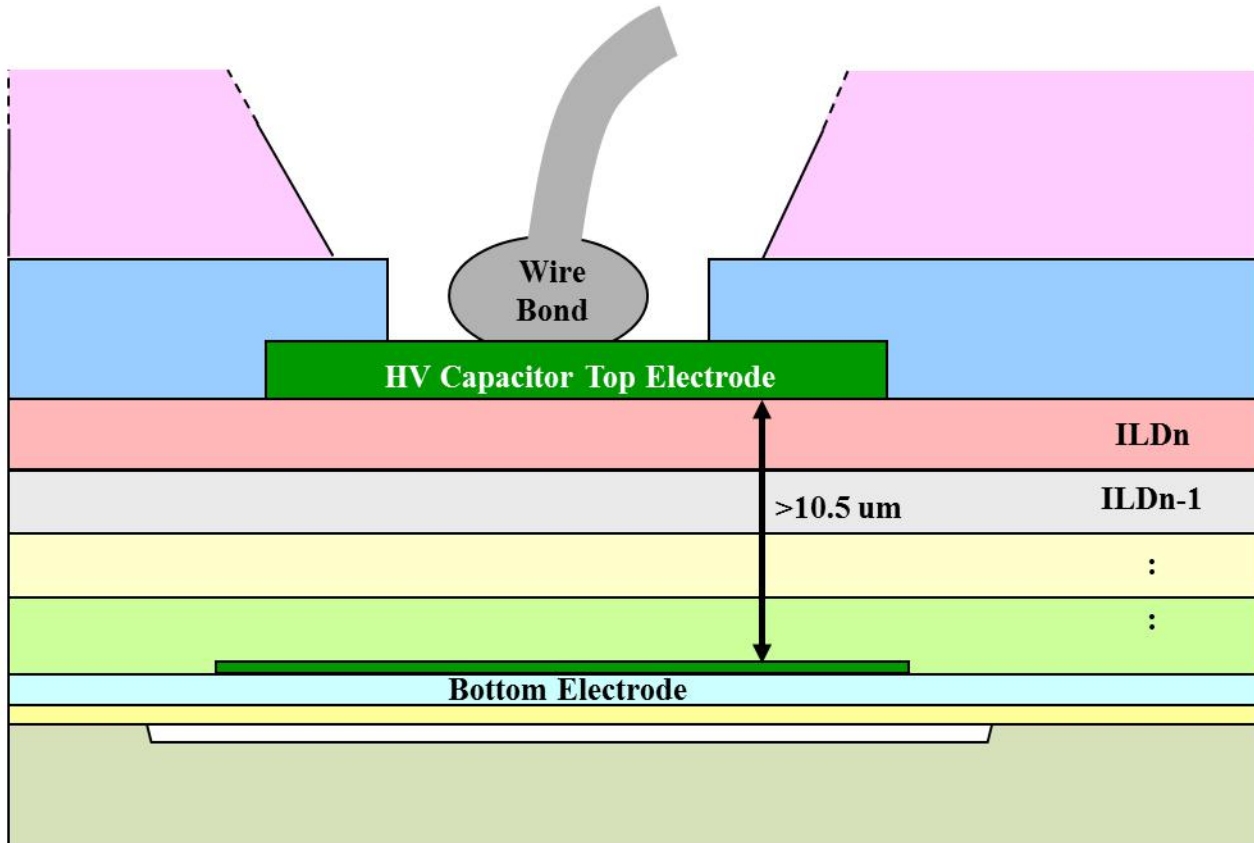 Wire
Bond
HV Capacitor Top Electrode
ILDn
ILDn-1
>10.5 um
:
:
Bottom Electrode